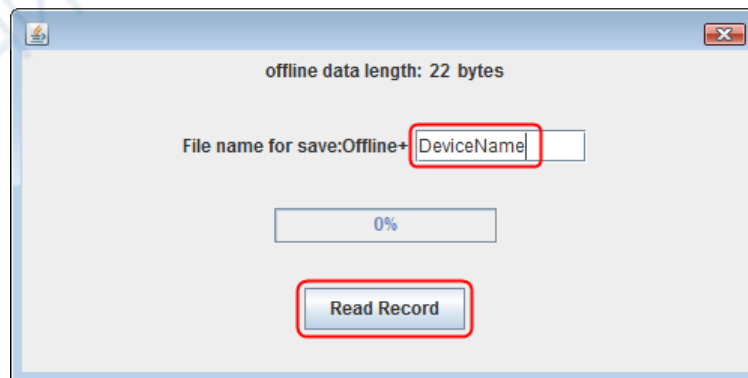 offline data length: 22 bytes
File name for save:Offline+ DeviceName
0%
Read Record